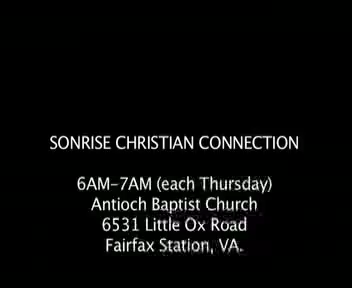 SONRISE CHRISTIAN CONNECTION
6AM-7AM (each Thursday)
Antioch Baptist Church
6531 Little Ox Road
Fairfax Station, VA.